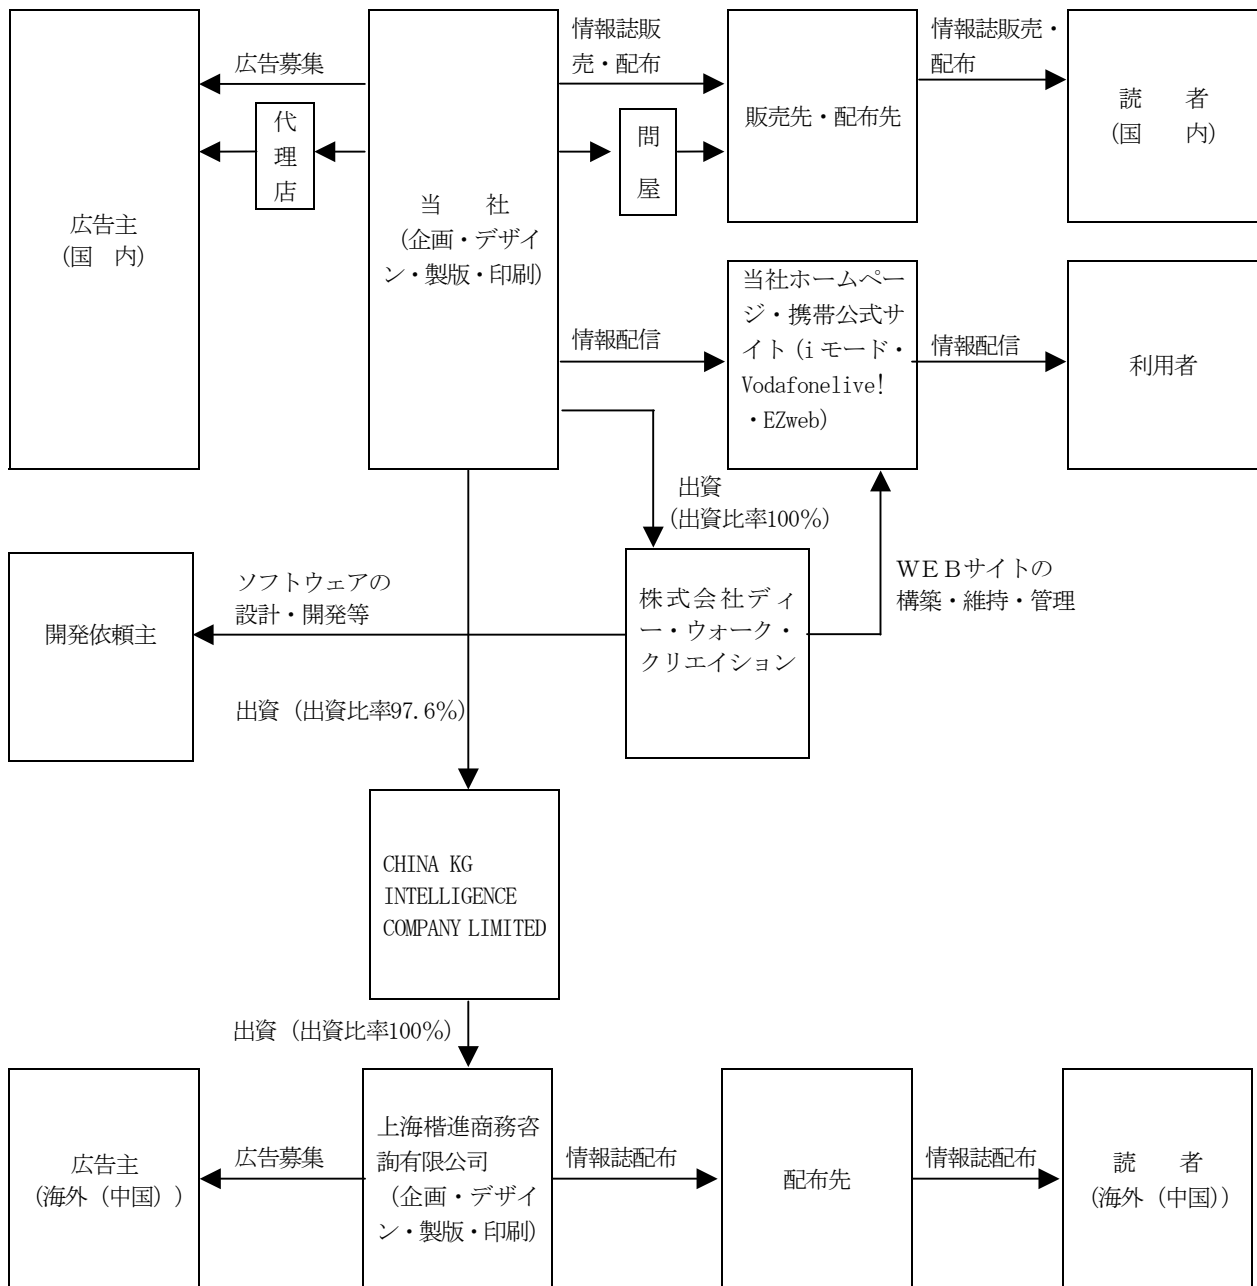 情報誌販
売・配布
情報誌販売・
配布
広告募集
代
理
店
問
屋
広告主
(国 内)
当 社
(企画・デザイ
ン・製版・印刷)
販売先・配布先
読 者
(国 内)
情報配信
当社ホームペー
ジ・携帯公式サ
イト(iモード・
Vodafonelive!
・EZweb)
情報配信
利用者
出資
(出資比率100%)
開発依頼主
ソフトウェアの
設計・開発等
株式会社ディ
ー・ウォーク・
クリエイション
WEBサイトの
構築・維持・管理
出資(出資比率97.6%)
CHINA KG
INTELLIGENCE
COMPANY LIMITED
出資(出資比率100%)
広告主
(海外(中国))
広告募集
上海楷進商務咨
詢有限公司
(企画・デザイ
ン・製版・印刷)
情報誌配布
配布先
情報誌配布
読 者
(海外(中国))